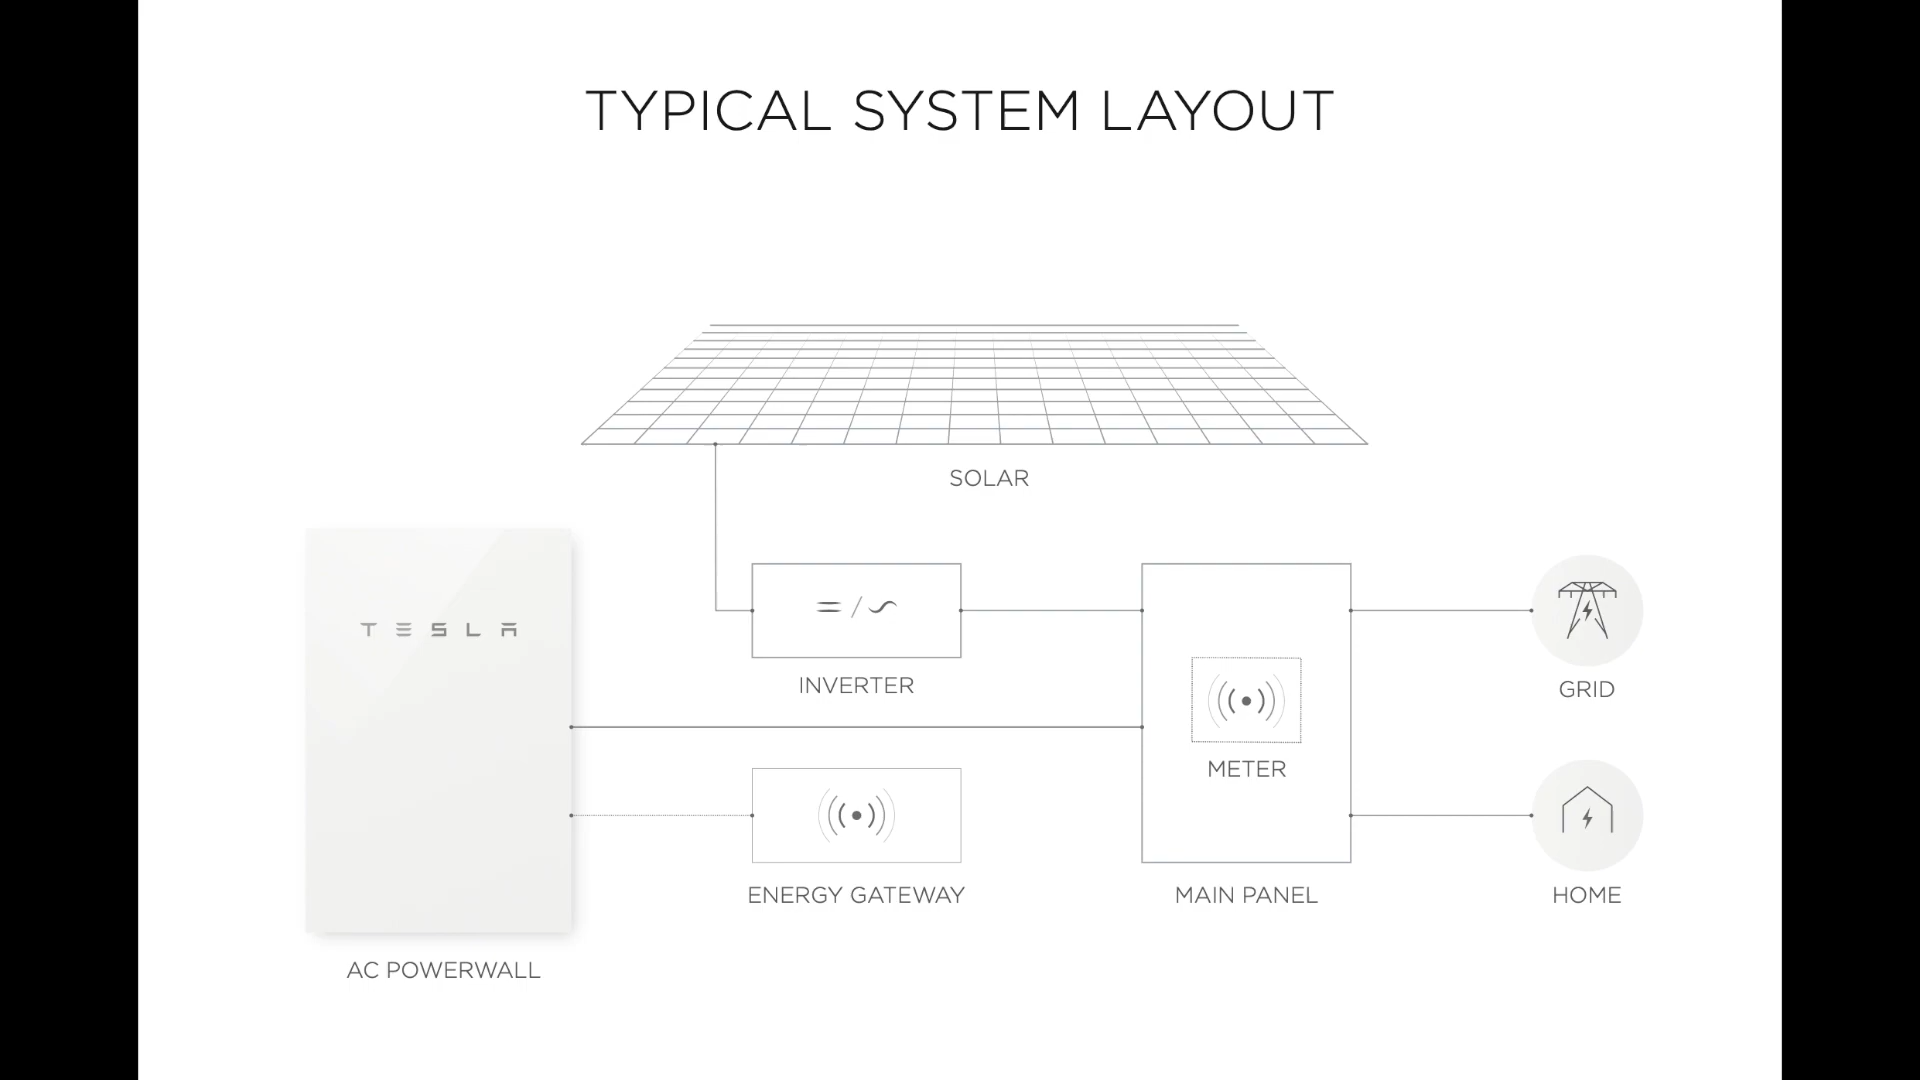 TYPICAL SYSTEM LAYOUT
SOLAR
TESLA
INVERTER
GRID
METER
ENERGY GATEWAY
MAIN PANEL
HOME
AC POWERWALL